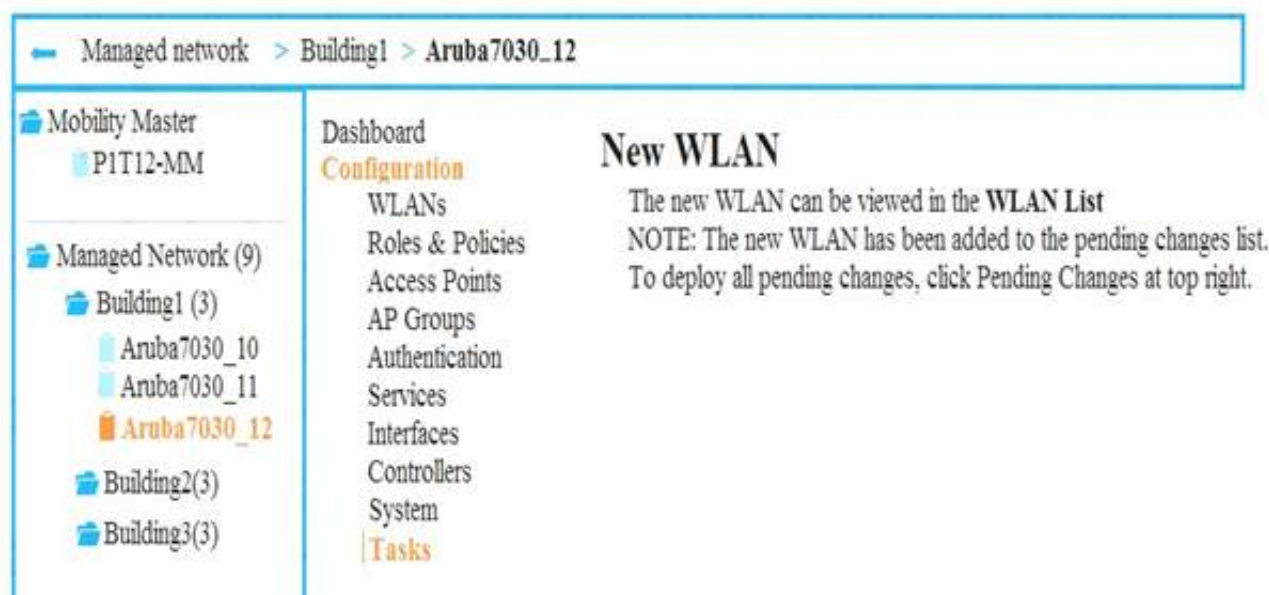 Managed network > Building1 > Aruba7030_12
Mobility Master
P1T12-MM
Managed Network (9)
Building1 (3)
Aruba7030_10
Aruba7030_11
Aruba7030_12
Building2(3)
Building3(3)
Dashboard
Configuration
WLANs
Roles & Policies
Access Points
AP Groups
Authentication
Services
Interfaces
Controllers
System
Tasks
New WLAN
The new WLAN can be viewed in the WLAN List
NOTE: The new WLAN has been added to the pending changes list.
To deploy all pending changes, click Pending Changes at top right.